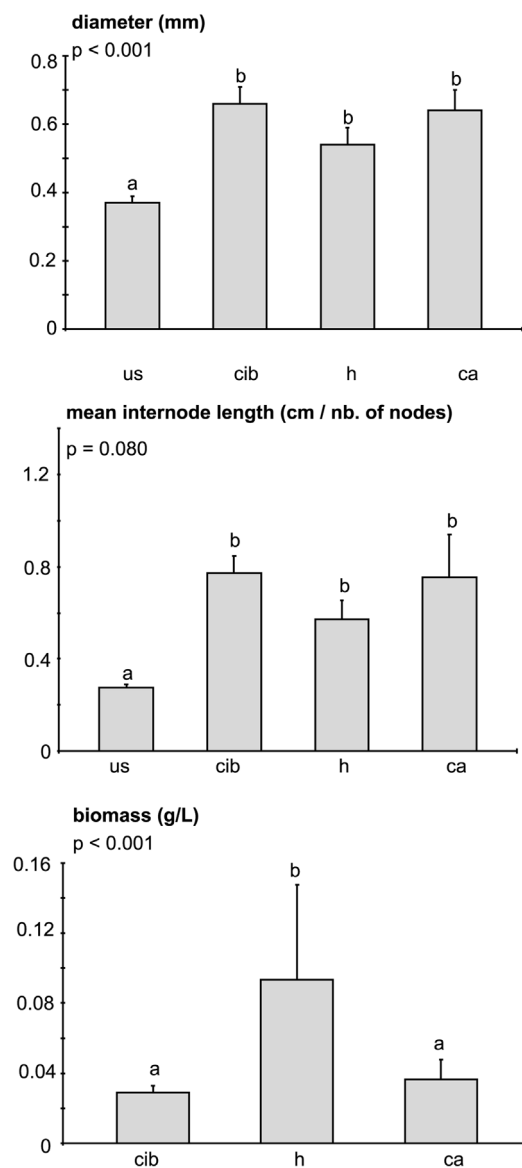 diameter (mm)
p < 0.001
0.8
b
b
b
0.6
a
0.4
0.2
0
us cib h ca
mean internode length (cm / nb. of nodes)
p = 0.080
1.2
b
b
0.8
b
a
0.4
0
us cib h ca
biomass (g/L)
p < 0.001
0.16
b
0.12
0.08
a
a
0.04
0
cib h ca